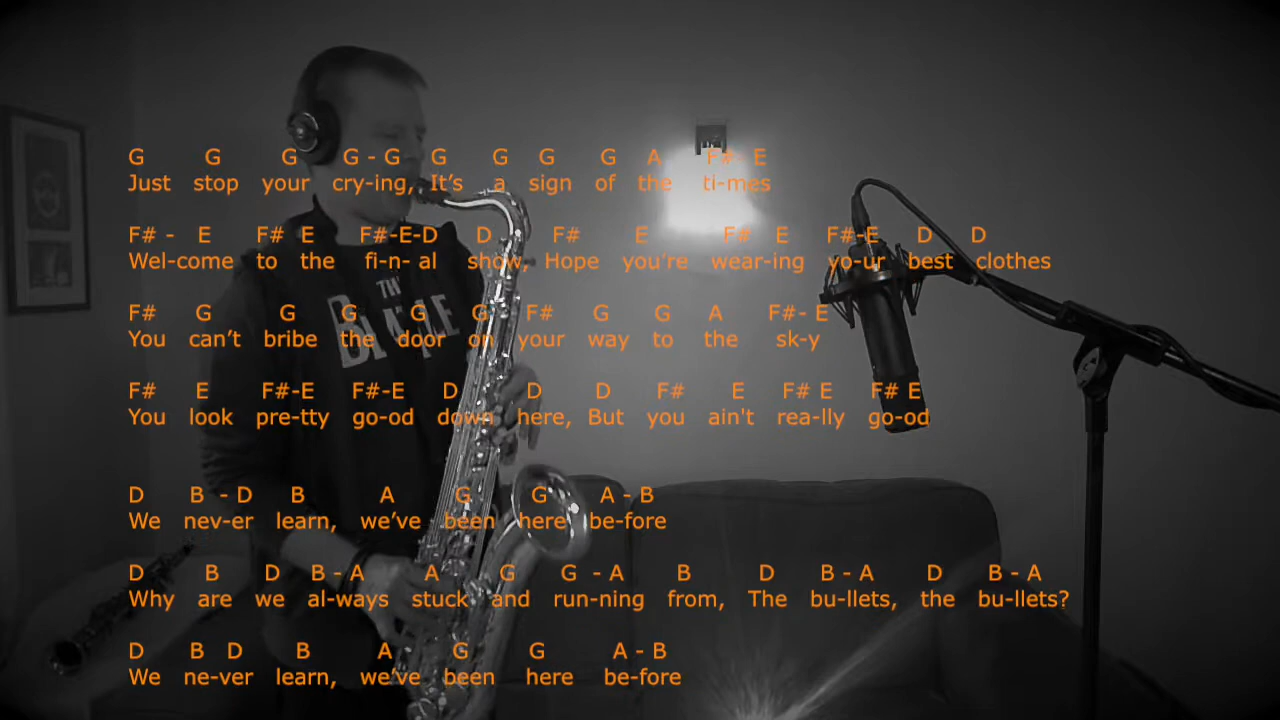 G G G G - G G G G G A F# - E
Just stop your cry-ing, It's a sign of the ti-mes
F# - E F# E F#-E-D D F# E F# E F#-E D D
Wel-come to the fi-n- al show, Hope you're wear-ing yo-ur best clothes
F# G G G G G F# G G A F#- E
You can't bribe the door on your way to the sk-y
F# E F#-E F#-E D D D F# E F# E F# E
You look pre-tty go-od down here, But you ain't rea-lly go-od
D B - D B A G G A - B
We nev-er learn, we've been here be-fore
D B D B - A A G G - A B D B - A D B - A
Why are we al-ways stuck and run-ning from, The bu-llets, the bu-llets?
D B D B A G G A - B
We ne-ver learn, we've been here be-fore